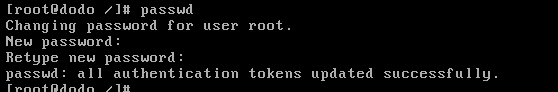 [root@dodo /]# passwd
Changing password for user root.
New password:
Retype new password:
passwd: all authentication tokens updated successfully.
[root@dodo /]#